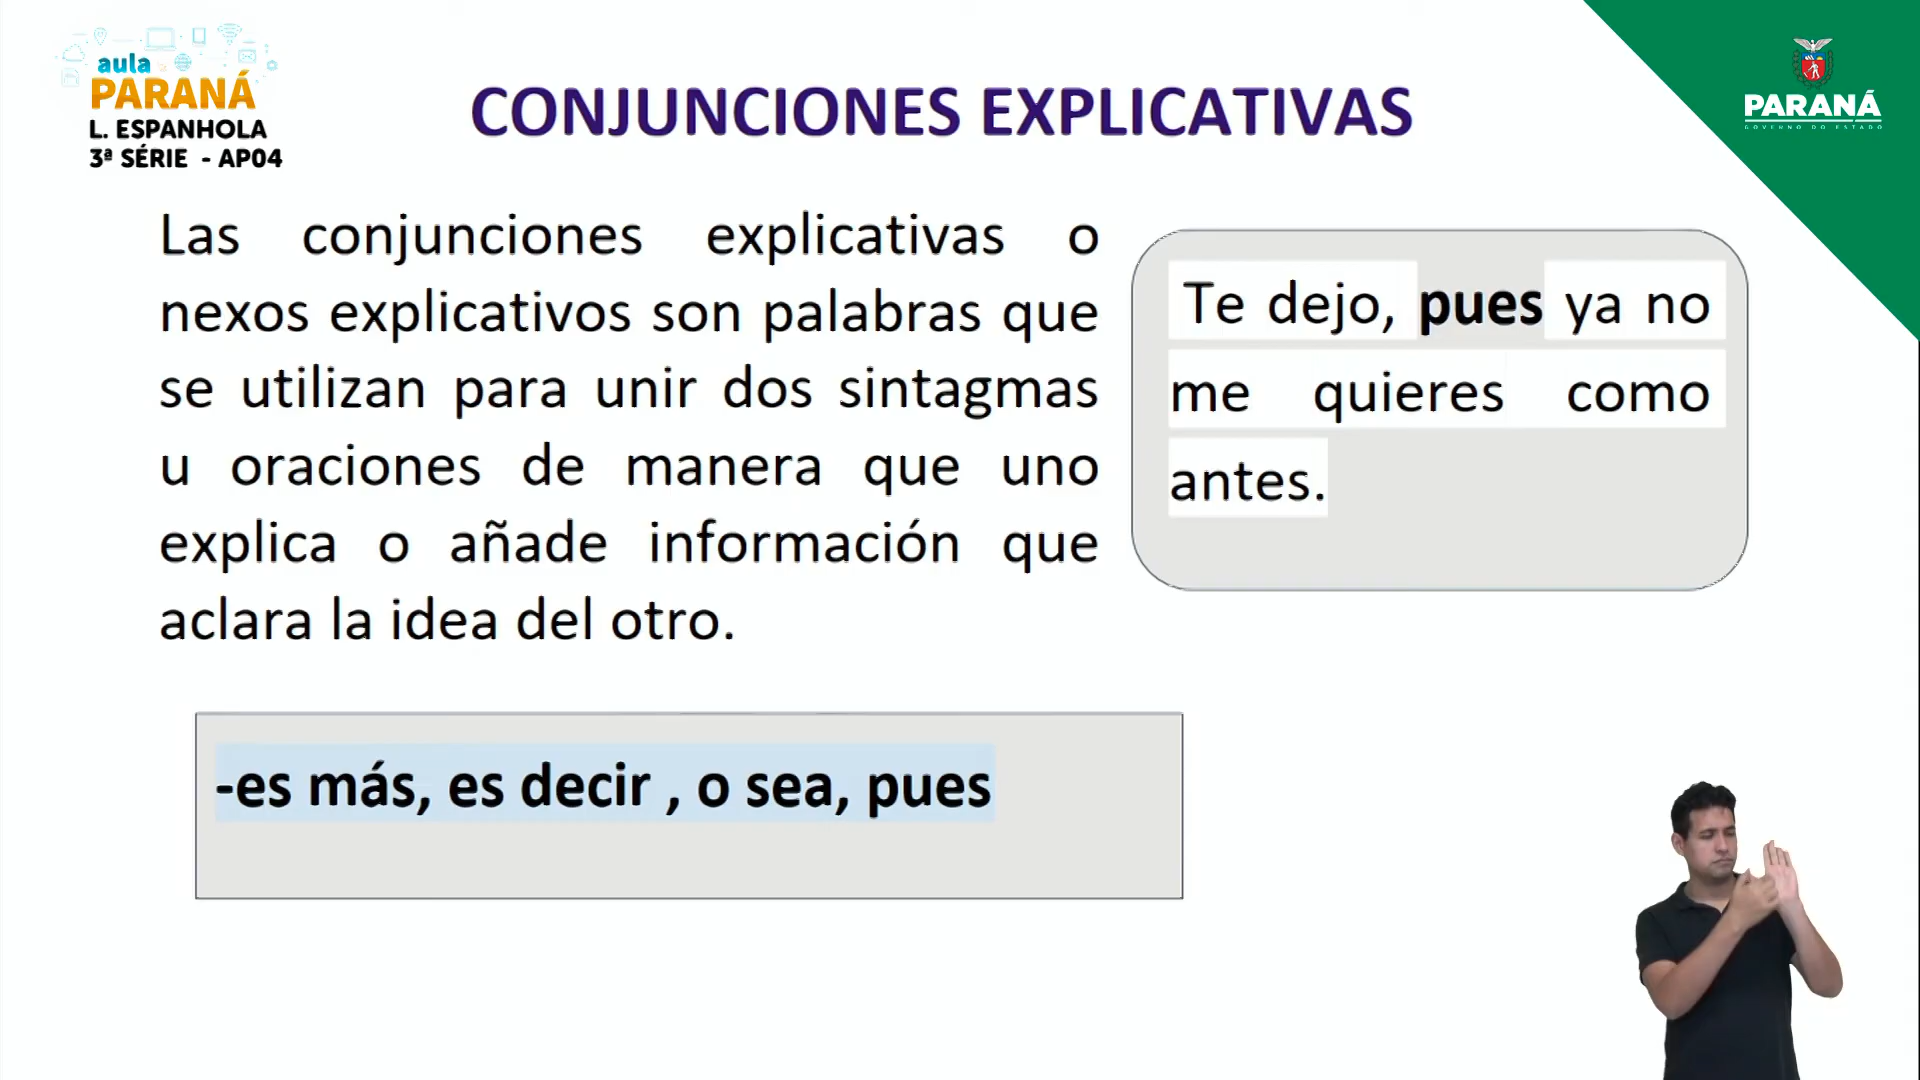 aula
PARANÁ
L. ESPANHOLA
3ª SÉRIE - AP04
CONJUNCIONES EXPLICATIVAS
PARANÁ
GOVERNO DO ESTADO
Las conjunciones explicativas o
nexos explicativos son palabras que
se utilizan para unir dos sintagmas
u oraciones de manera que uno
explica o añade información que
aclara la idea del otro.
Te dejo, pues ya no
me quieres como
antes.
-es más, es decir , o sea, pues